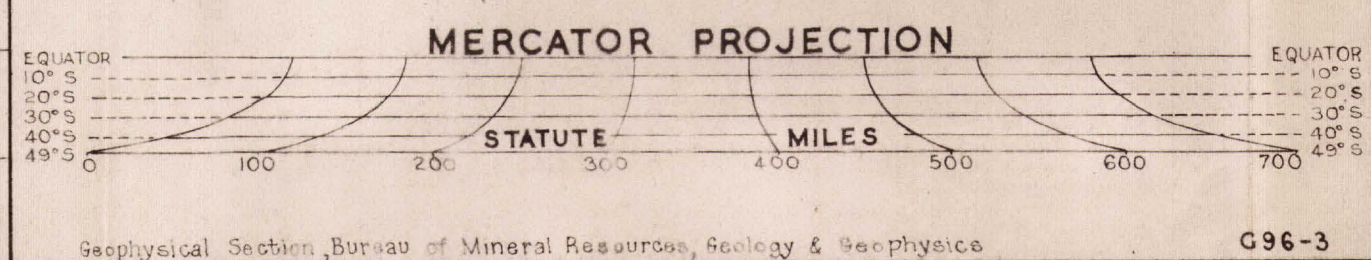 MERCATOR PROJECTION
EQUATOR EQUATOR
10° S 10° S
20° S 20° S
30° S 30° S
40° S STATUTE MILES 40° S
49° S 49° S
0 100 200 300 400 500 600 700
Geophysical Section, Bureau of Mineral Resources, Geology & Geophysics G96-3